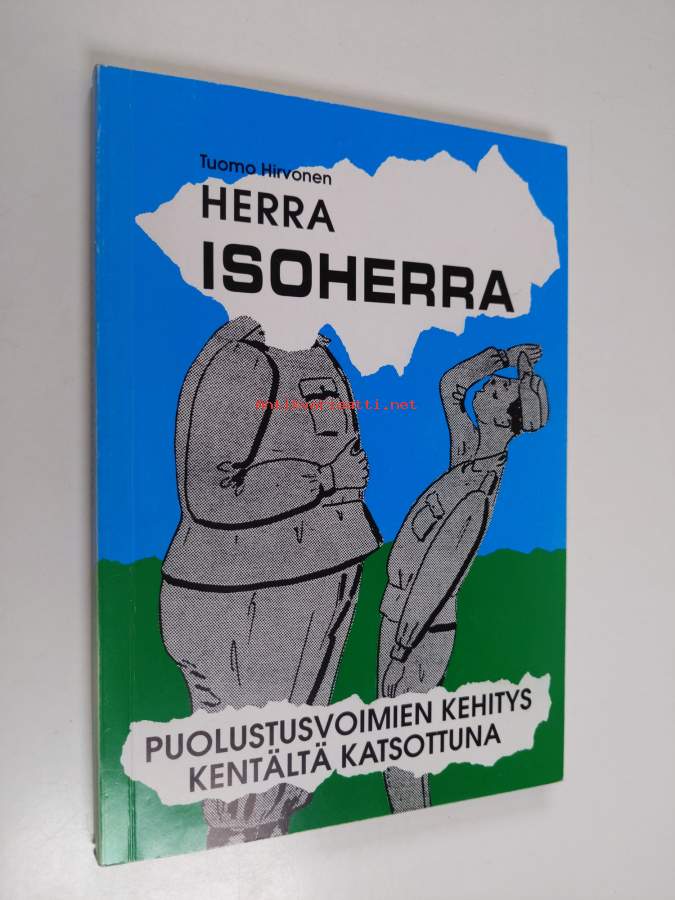 Tuomo Hirvonen
HERRA
ISOHERRA
Antikvariaatti.net
PUOLUSTUSVOIMIEN KEHITYS
KENTÄLTÄ KATSOTTUNA